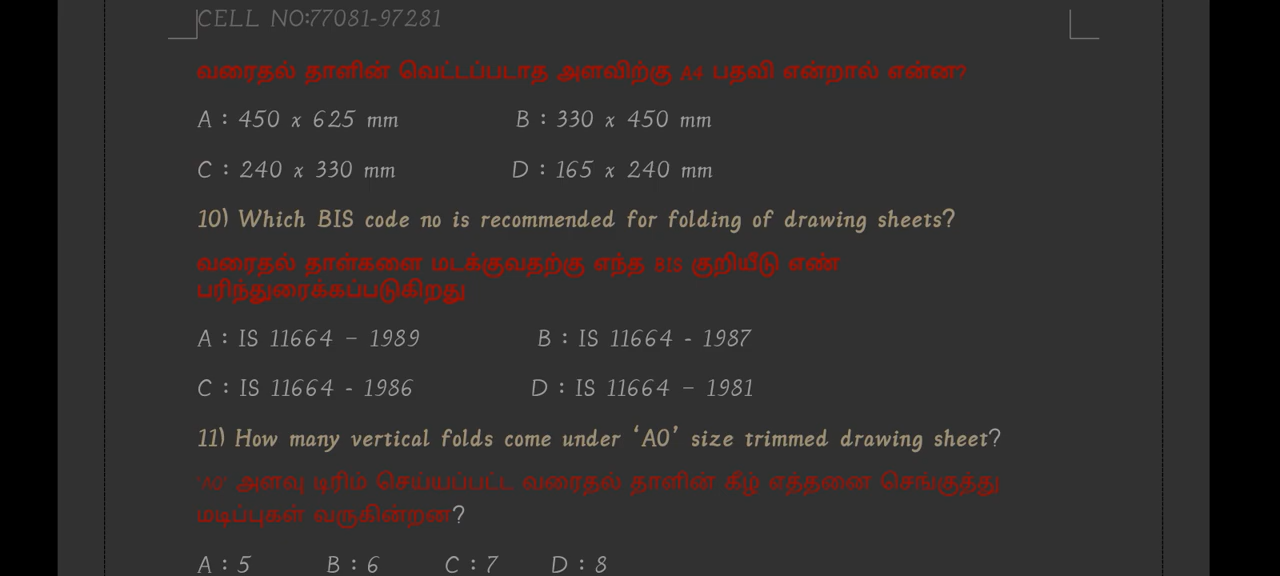 CELL NO:77081-97281
வரைதல் தாளின் வெட்டப்படாத அளவிற்கு A4 பதவி என்றால் என்ன?
A : 450 x 625 mm B : 330 x 450 mm
C : 240 x 330 mm D : 165 x 240 mm
10) Which BIS code no is recommended for folding of drawing sheets?
வரைதல் தாள்களை மடக்குவதற்கு எந்த BIS குறியீடு எண்
பரிந்துரைக்கப்படுகிறது
A : IS 11664 – 1989 B : IS 11664 - 1987
C : IS 11664 - 1986 D : IS 11664 – 1981
11) How many vertical folds come under ‘A0’ size trimmed drawing sheet?
‘A0’ அளவு டிரிம் செய்யப்பட்ட வரைதல் தாளின் கீழ் எத்தனை செங்குத்து
மடிப்புகள் வருகின்றன?
A : 5 B : 6 C : 7 D : 8